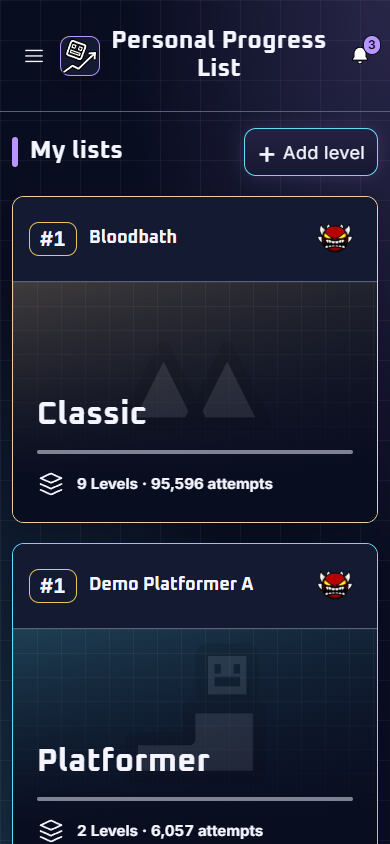 Personal Progress
List
3
My lists
+ Add level
#1 Bloodbath
Classic
9 Levels · 95,596 attempts
#1 Demo Platformer A
Platformer
2 Levels · 6,057 attempts